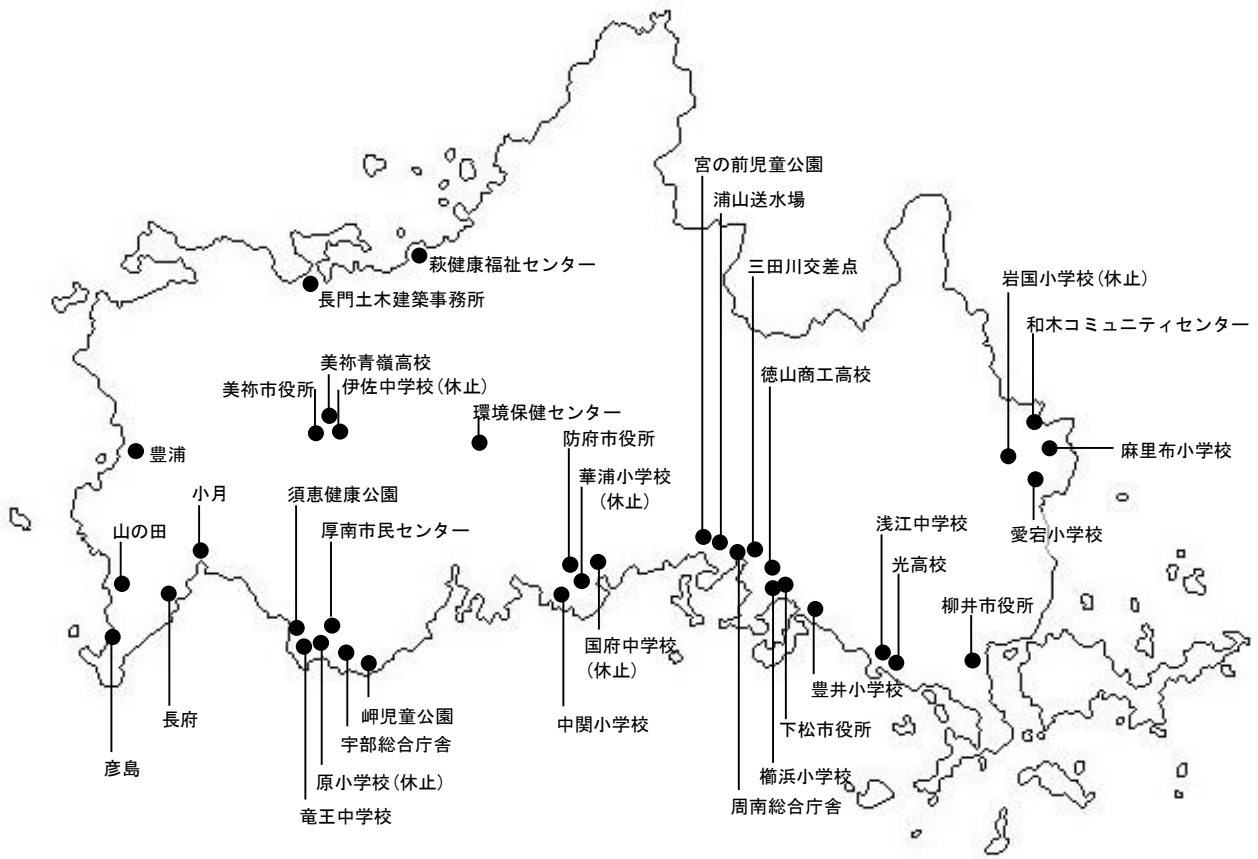 宮の前児童公園
浦山送水場
萩健康福祉センター
三田川交差点
岩国小学校(休止)
長門土木建築事務所
和木コミュニティセンター
美祢青嶺高校
徳山商工高校
美祢市役所
伊佐中学校(休止)
環境保健センター
防府市役所
豊浦
麻里布小学校
華浦小学校
(休止)
小月
須恵健康公園
山の田
厚南市民センター
浅江中学校
愛宕小学校
光高校
柳井市役所
国府中学校
(休止)
豊井小学校
長府
岬児童公園
中関小学校
下松市役所
宇部総合庁舎
彦島
櫛浜小学校
原小学校(休止)
周南総合庁舎
竜王中学校